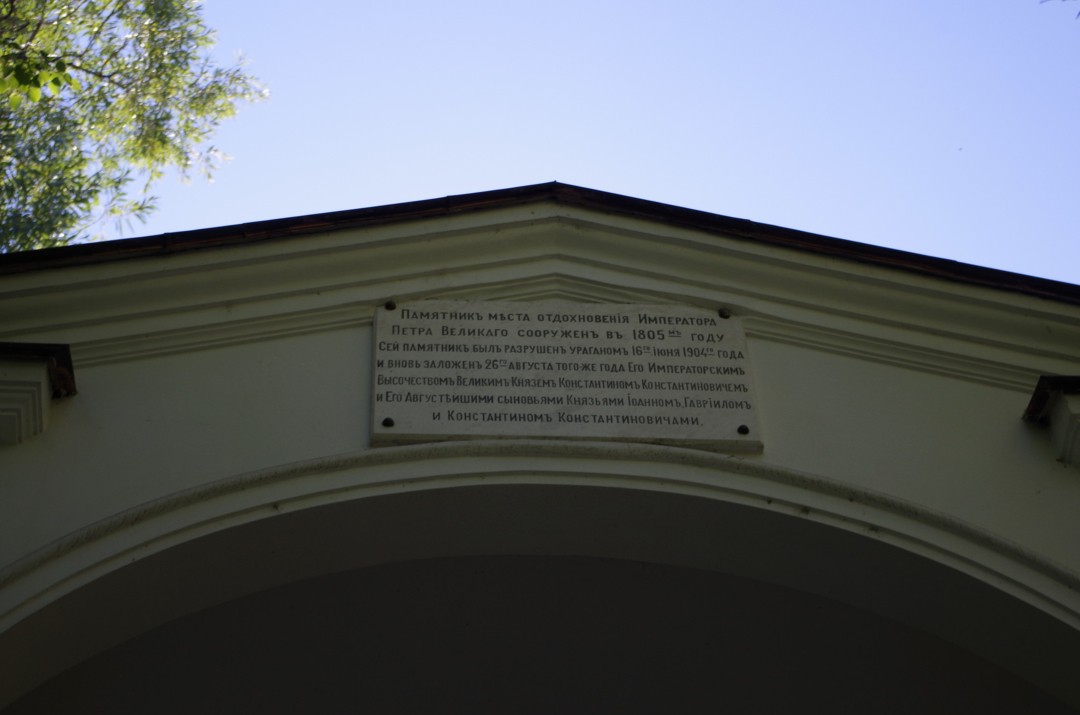 Памятникъ мѣста отдохновенія Императора
Петра Великаго сооруженъ въ 1805мъ году
Сей памятникъ былъ разрушенъ ураганомъ 16го іюня 1904го года
и вновь заложенъ 26го августа того-же года Его Императорскимъ
Высочествомъ Великимъ Княземъ Константиномъ Константиновичемъ
и Его Августѣишими сыновьями Князьями Іоанномъ, Гавріиломъ
и Константиномъ Константиновичами.